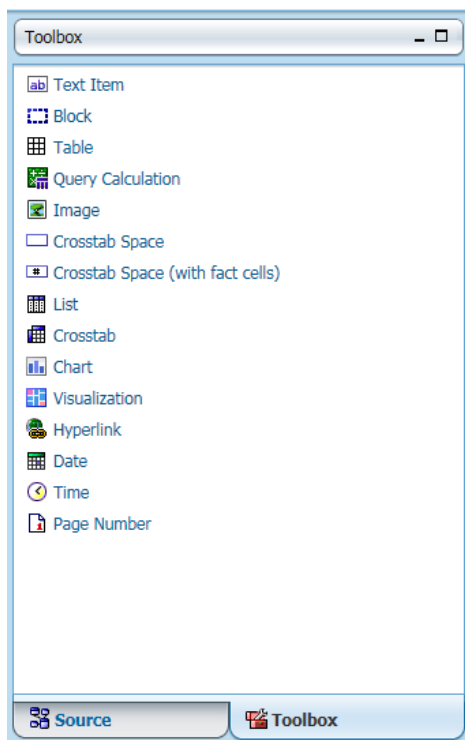 Toolbox
Text Item
Block
Table
Query Calculation
Image
Crosstab Space
Crosstab Space (with fact cells)
List
Crosstab
Chart
Visualization
Hyperlink
Date
Time
Page Number
Source
Toolbox